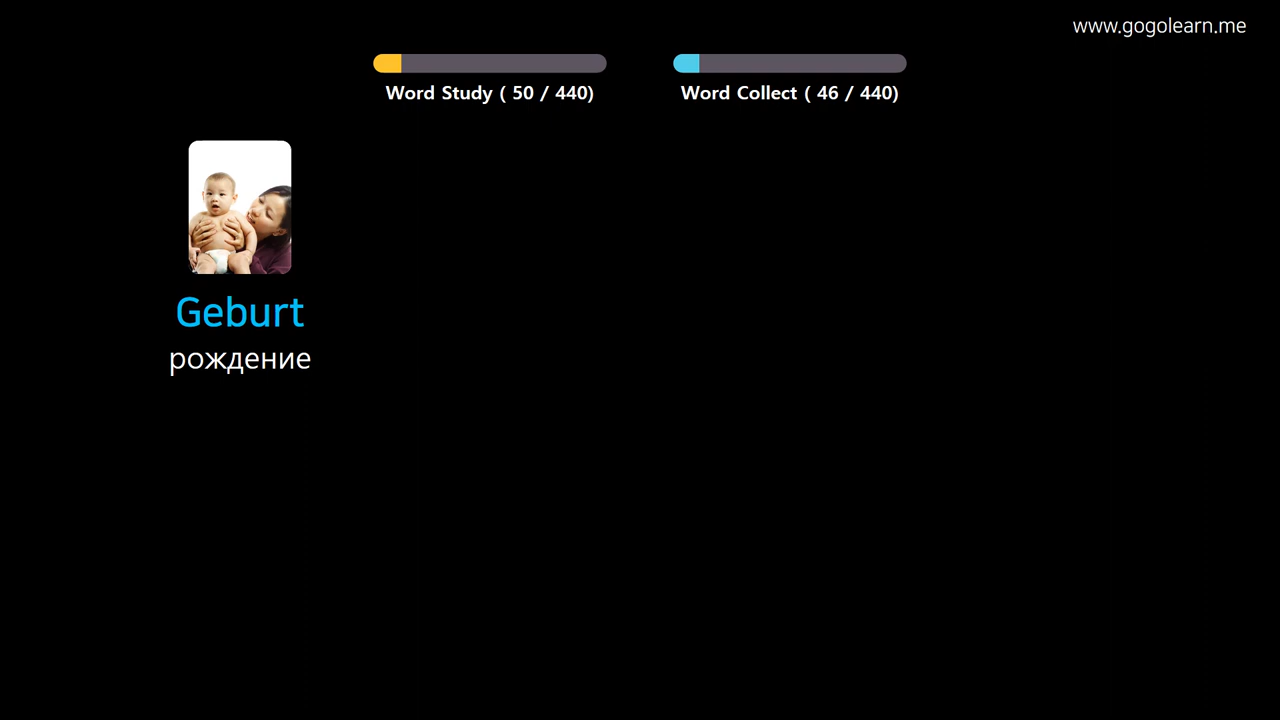 www.gogolearn.me
Word Study ( 50 / 440)
Word Collect ( 46 / 440)
Geburt
рождение